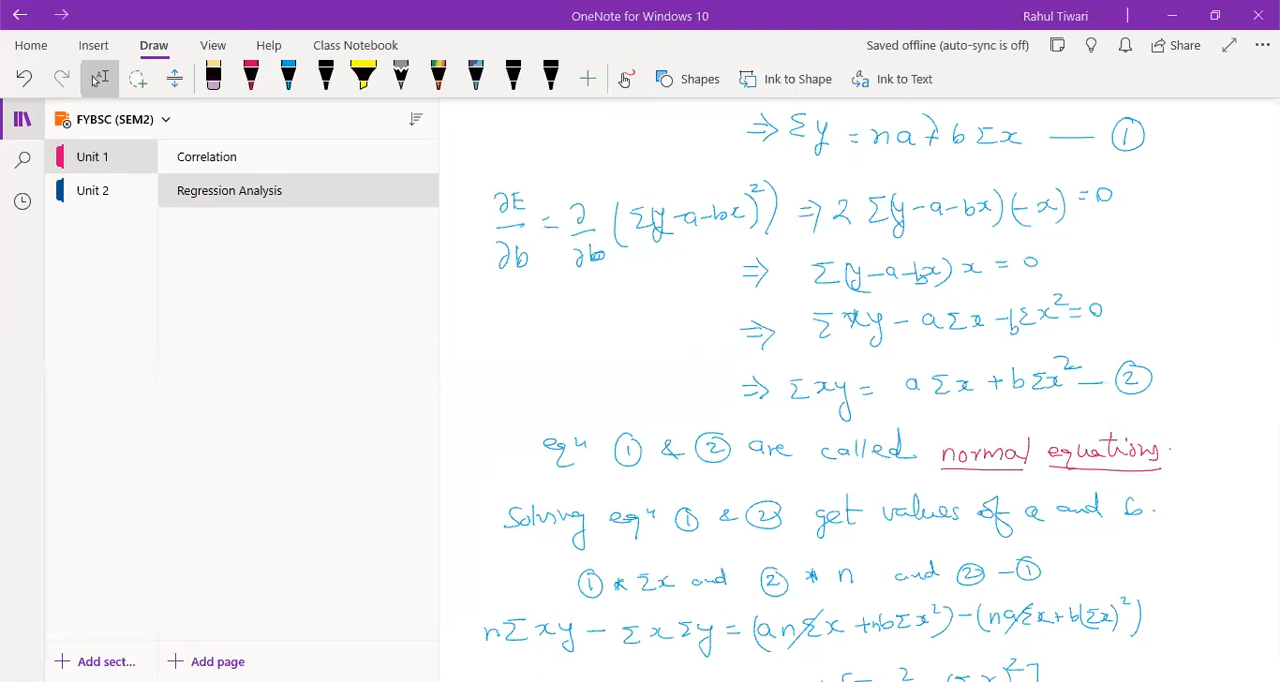 OneNote for Windows 10
Rahul Tiwari
Home Insert Draw View Help Class Notebook
Saved offline (auto-sync is off) Share
Shapes Ink to Shape Ink to Text
FYBSC (SEM2)
Unit 1 Correlation
Unit 2 Regression Analysis
⇒ Σy = na + bΣx — ①
∂E/∂b = ∂/∂b (Σ(y-a-bx)²) ⇒ 2 Σ(y-a-bx)(-x) = 0
⇒ Σ(y-a-bx) x = 0
⇒ Σxy - aΣx - bΣx² = 0
⇒ Σxy = aΣx + bΣx² — ②
eqⁿ ① & ② are called normal equations.
Solving eqⁿ ① & ② get values of a and b.
① * Σx and ② * n and ② - ①
nΣxy - ΣxΣy = (anΣx + nbΣx²) - (naΣx + b(Σx)²)
Add sect... Add page